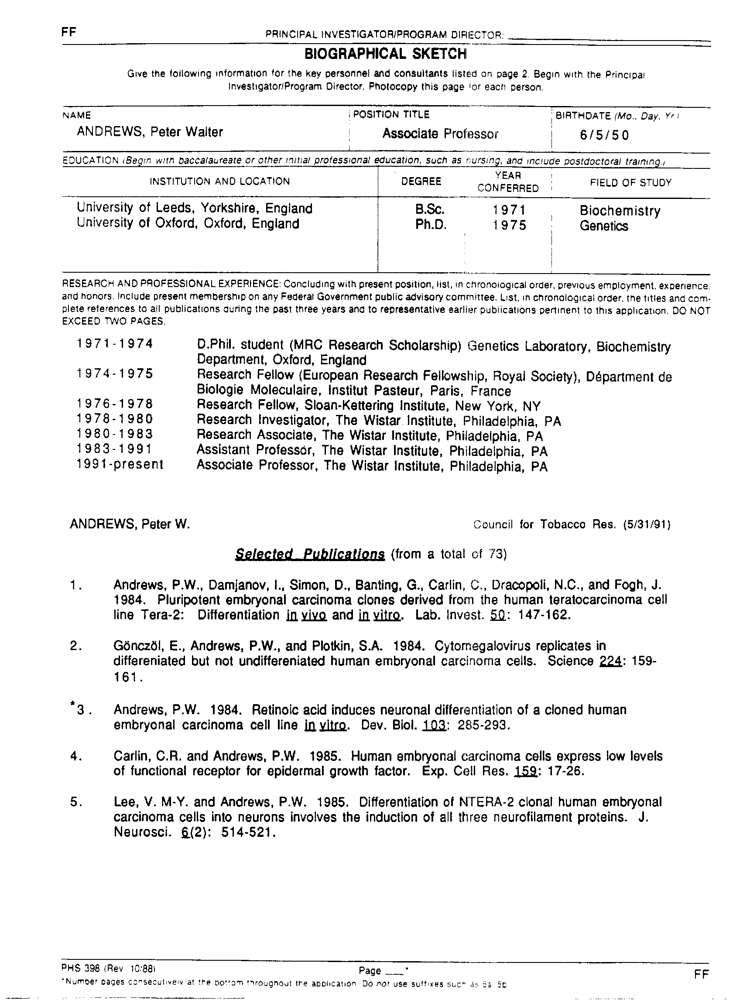 FF
PRINCIPAL INVESTIGATOR/PROGRAM DIRECTOR:
BIOGRAPHICAL SKETCH
Give the following information for the key personnel and consultants listed on page 2. Begin with the Principal
Investigator/Program Director. Photocopy this page for each person.
NAME POSITION TITLE BIRTHDATE (Mo., Day, Yr.)
ANDREWS, Peter Walter Associate Professor 6/5/50
EDUCATION (Begin with baccalaureate or other initial professional education, such as nursing, and include postdoctoral training.)
INSTITUTION AND LOCATION DEGREE YEAR CONFERRED FIELD OF STUDY
University of Leeds, Yorkshire, England B.Sc. 1971 Biochemistry
University of Oxford, Oxford, England Ph.D. 1975 Genetics
RESEARCH AND PROFESSIONAL EXPERIENCE: Concluding with present position, list, in chronological order, previous employment, experience,
and honors. Include present membership on any Federal Government public advisory committee. List, in chronological order, the titles and com-
plete references to all publications during the past three years and to representative earlier publications pertinent to this application. DO NOT
EXCEED TWO PAGES.
1971-1974 D.Phil. student (MRC Research Scholarship) Genetics Laboratory, Biochemistry
Department, Oxford, England
1974-1975 Research Fellow (European Research Fellowship, Royal Society), Départment de
Biologie Moleculaire, Institut Pasteur, Paris, France
1976-1978 Research Fellow, Sloan-Kettering Institute, New York, NY
1978-1980 Research Investigator, The Wistar Institute, Philadelphia, PA
1980-1983 Research Associate, The Wistar Institute, Philadelphia, PA
1983-1991 Assistant Professor, The Wistar Institute, Philadelphia, PA
1991-present Associate Professor, The Wistar Institute, Philadelphia, PA
ANDREWS, Peter W. Council for Tobacco Res. (5/31/91)
Selected Publications (from a total of 73)
1. Andrews, P.W., Damjanov, I., Simon, D., Banting, G., Carlin, C., Dracopoli, N.C., and Fogh, J.
1984. Pluripotent embryonal carcinoma clones derived from the human teratocarcinoma cell
line Tera-2: Differentiation in vivo and in vitro. Lab. Invest. 50: 147-162.
2. Gönczöl, E., Andrews, P.W., and Plotkin, S.A. 1984. Cytomegalovirus replicates in
differeniated but not undiffereniated human embryonal carcinoma cells. Science 224: 159-
161.
*3. Andrews, P.W. 1984. Retinoic acid induces neuronal differentiation of a cloned human
embryonal carcinoma cell line in vitro. Dev. Biol. 103: 285-293.
4. Carlin, C.R. and Andrews, P.W. 1985. Human embryonal carcinoma cells express low levels
of functional receptor for epidermal growth factor. Exp. Cell Res. 159: 17-26.
5. Lee, V. M-Y. and Andrews, P.W. 1985. Differentiation of NTERA-2 clonal human embryonal
carcinoma cells into neurons involves the induction of all three neurofilament proteins. J.
Neurosci. 6(2): 514-521.
PHS 398 (Rev. 10/88) Page ___* FF
*Number pages consecutively at the bottom throughout the application. Do not use suffixes such as 5a, 5b.